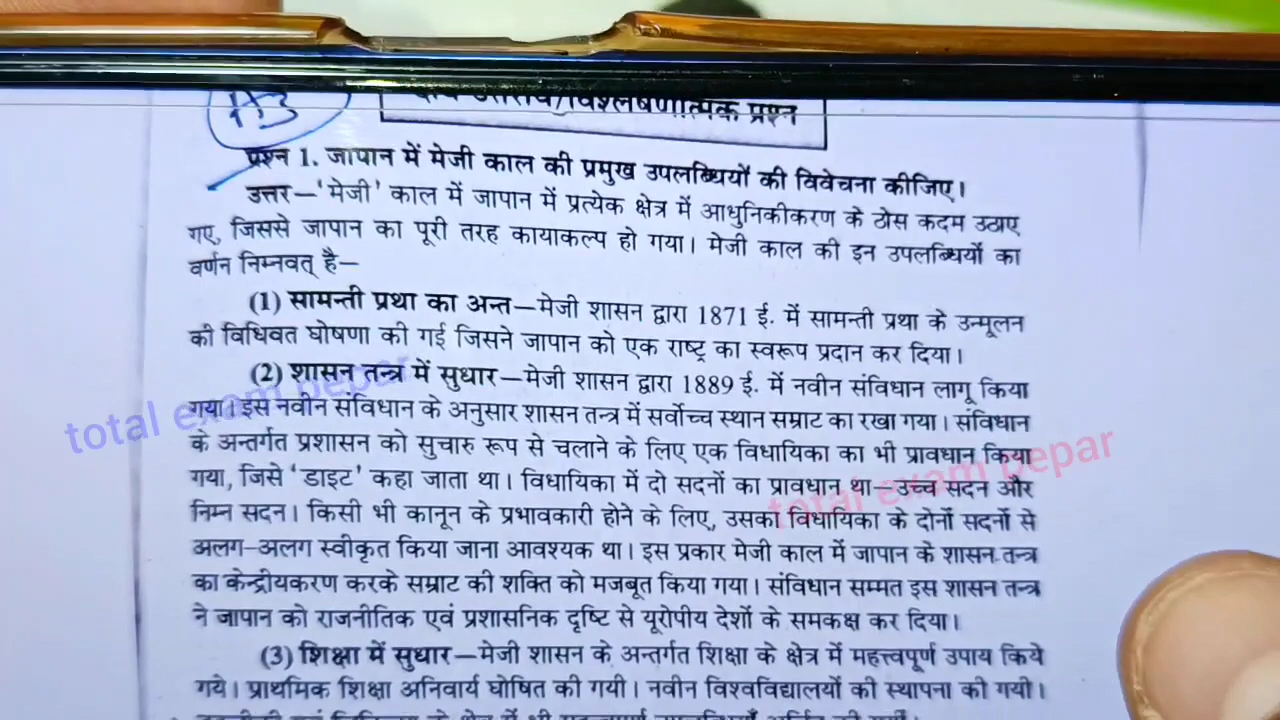 विश्लेषणात्मक प्रश्न
प्रश्न 1. जापान में मेजी काल की प्रमुख उपलब्धियों की विवेचना कीजिए।
उत्तर–'मेजी' काल में जापान में प्रत्येक क्षेत्र में आधुनिकीकरण के ठोस कदम उठाए
गए, जिससे जापान का पूरी तरह कायाकल्प हो गया। मेजी काल की इन उपलब्धियों का
वर्णन निम्नवत् है–
(1) सामन्ती प्रथा का अन्त–मेजी शासन द्वारा 1871 ई. में सामन्ती प्रथा के उन्मूलन
की विधिवत घोषणा की गई जिसने जापान को एक राष्ट्र का स्वरूप प्रदान कर दिया।
(2) शासन तन्त्र में सुधार–मेजी शासन द्वारा 1889 ई. में नवीन संविधान लागू किया
गया। इस नवीन संविधान के अनुसार शासन तन्त्र में सर्वोच्च स्थान सम्राट का रखा गया। संविधान
के अन्तर्गत प्रशासन को सुचारु रूप से चलाने के लिए एक विधायिका का भी प्रावधान किया
गया, जिसे 'डाइट' कहा जाता था। विधायिका में दो सदनों का प्रावधान था–उच्च सदन और
निम्न सदन। किसी भी कानून के प्रभावकारी होने के लिए, उसको विधायिका के दोनों सदनों से
अलग-अलग स्वीकृत किया जाना आवश्यक था। इस प्रकार मेजी काल में जापान के शासन तन्त्र
का केन्द्रीयकरण करके सम्राट की शक्ति को मजबूत किया गया। संविधान सम्मत इस शासन तन्त्र
ने जापान को राजनीतिक एवं प्रशासनिक दृष्टि से यूरोपीय देशों के समकक्ष कर दिया।
(3) शिक्षा में सुधार–मेजी शासन के अन्तर्गत शिक्षा के क्षेत्र में महत्त्वपूर्ण उपाय किये
गये। प्राथमिक शिक्षा अनिवार्य घोषित की गयी। नवीन विश्वविद्यालयों की स्थापना की गयी।
total exam pepar
total exam pepar